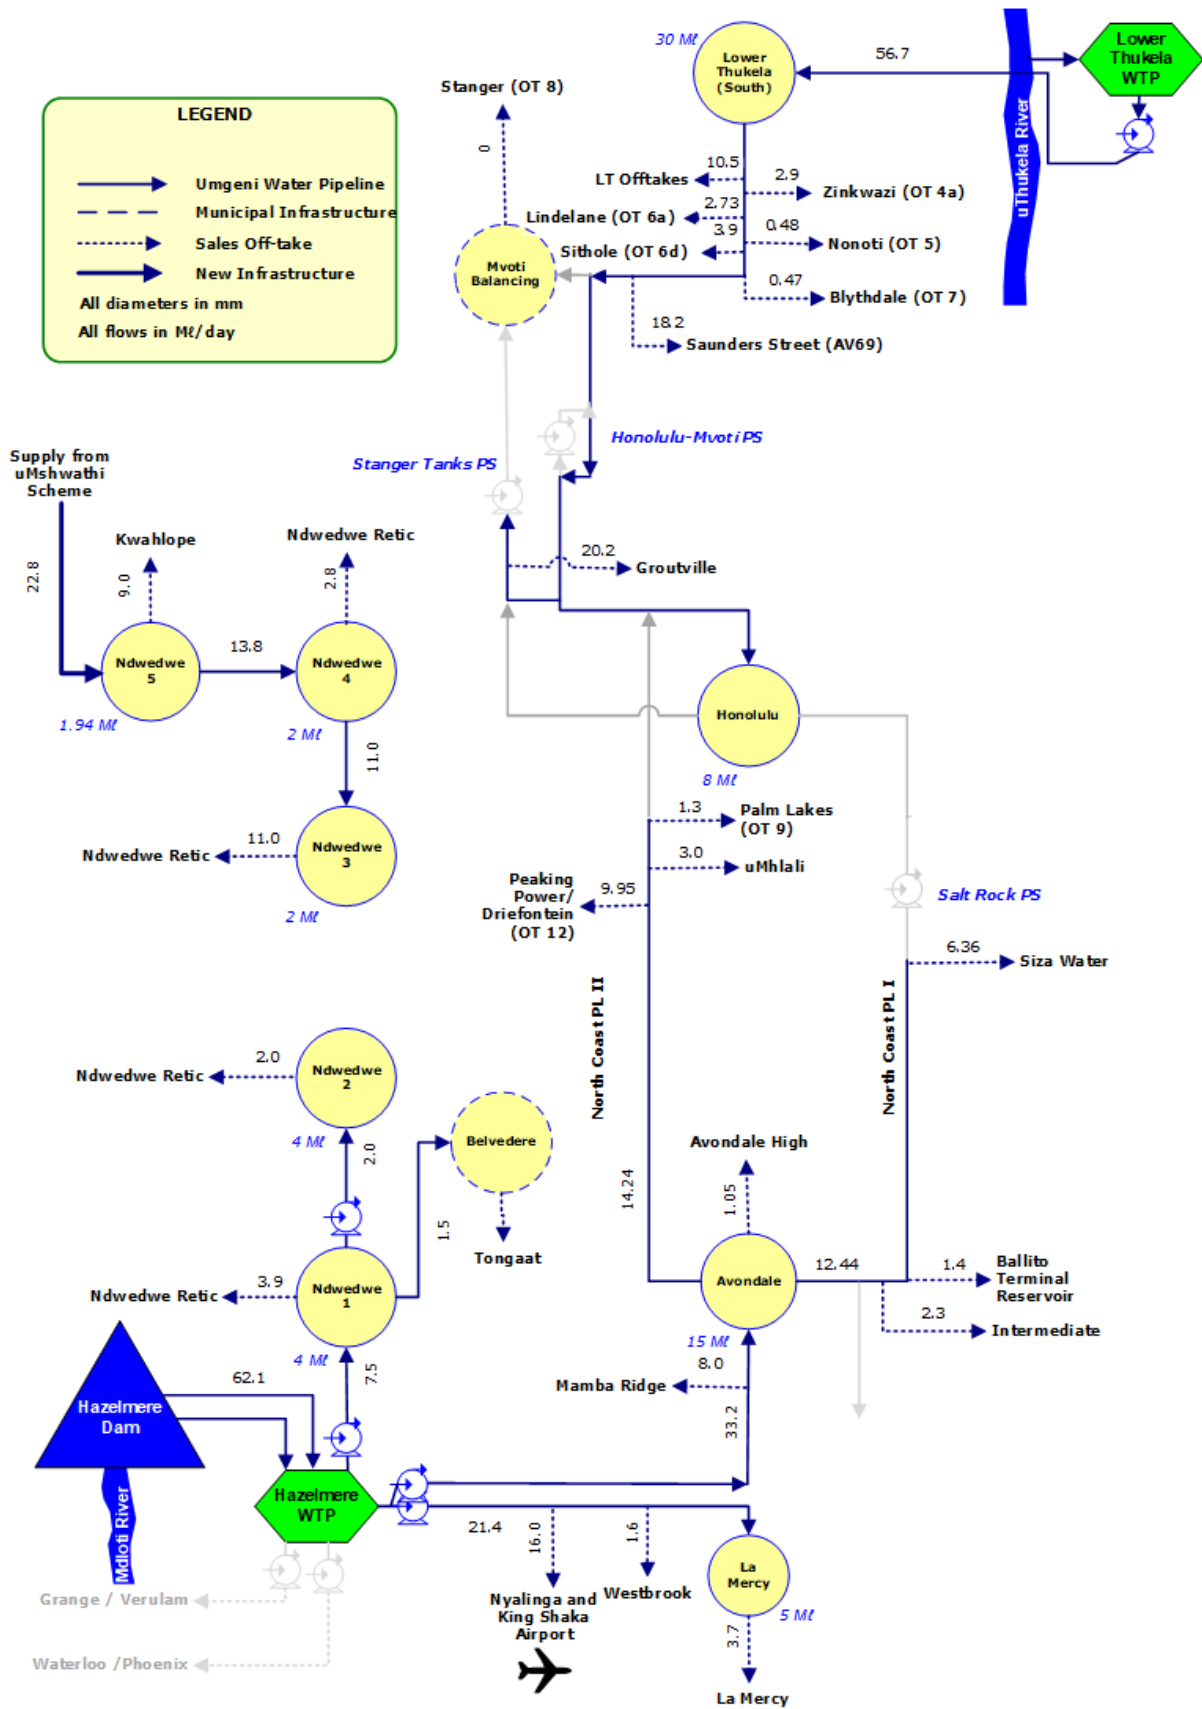 30 Mℓ
Lower
Thukela
(South)
56.7
Lower
Thukela
WTP
uThukela River
Stanger (OT 8)
0
LEGEND
Umgeni Water Pipeline
Municipal Infrastructure
Sales Off-take
New Infrastructure
All diameters in mm
All flows in Mℓ/day
10.5
LT Offtakes
2.9
Zinkwazi (OT 4a)
2.73
Lindelane (OT 6a)
0.48
Nonoti (OT 5)
3.9
Sithole (OT 6d)
Mvoti
Balancing
0.47
Blythdale (OT 7)
18.2
Saunders Street (AV69)
Honolulu-Mvoti PS
Stanger Tanks PS
Supply from
uMshwathi
Scheme
22.8
Kwahlope
9.0
Ndwedwe Retic
2.8
20.2
Groutville
Ndwedwe
5
13.8
Ndwedwe
4
1.94 Mℓ
2 Mℓ
11.0
Honolulu
8 Mℓ
Ndwedwe Retic
11.0
Ndwedwe
3
2 Mℓ
1.3
Palm Lakes
(OT 9)
3.0
uMhlali
Peaking
Power/
Driefontein
(OT 12)
9.95
Salt Rock PS
6.36
Siza Water
North Coast PL II
North Coast PL I
Ndwedwe Retic
2.0
Ndwedwe
2
4 Mℓ
2.0
Belvedere
1.5
Tongaat
Avondale High
1.05
14.24
Ndwedwe Retic
3.9
Ndwedwe
1
4 Mℓ
7.5
Avondale
15 Mℓ
12.44
1.4
Ballito
Terminal
Reservoir
2.3
Intermediate
8.0
Mamba Ridge
33.2
62.1
Hazelmere
Dam
Mdloti River
Hazelmere
WTP
21.4
16.0
1.6
Nyalinga and
King Shaka
Airport
Westbrook
La
Mercy
5 Mℓ
3.7
La Mercy
Grange / Verulam
Waterloo /Phoenix